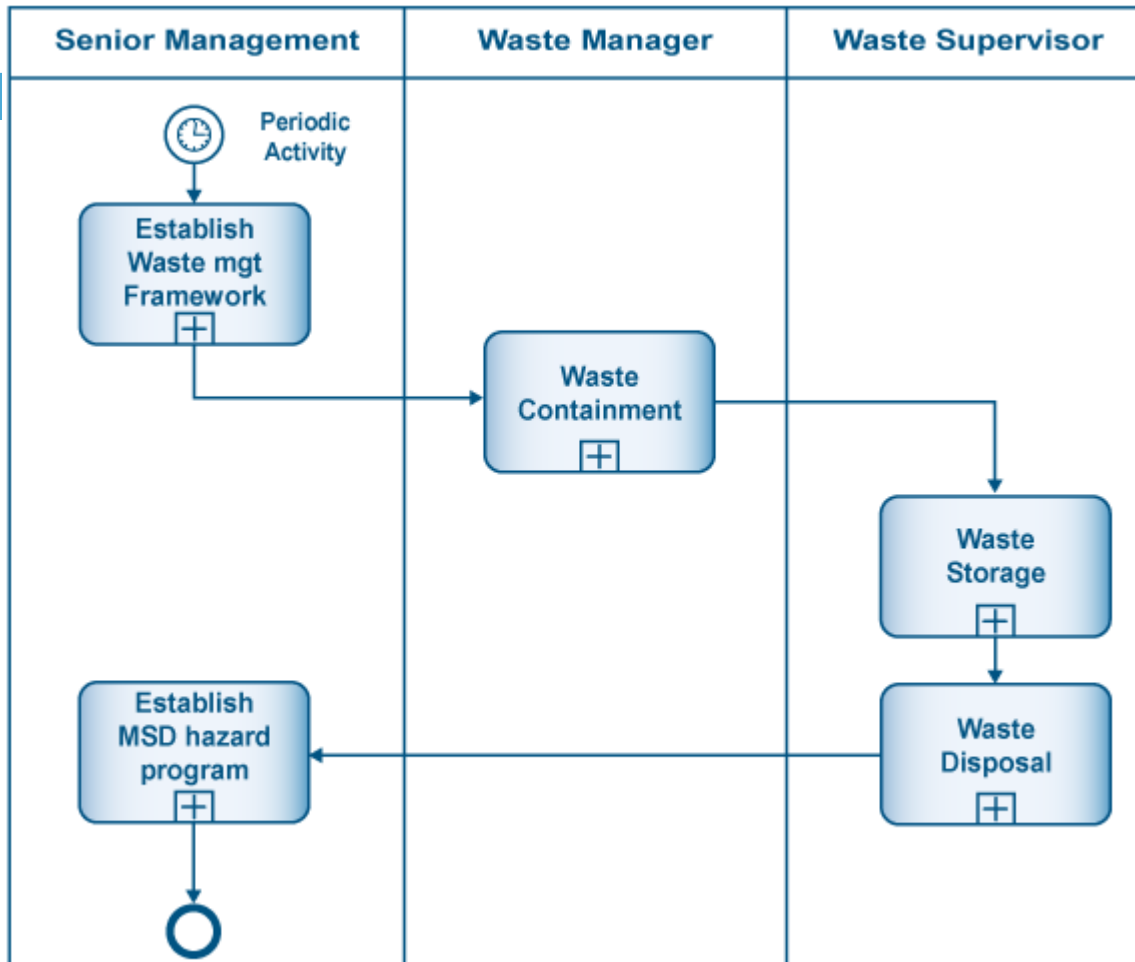 Senior Management
Waste Manager
Waste Supervisor
Periodic
Activity
Establish
Waste mgt
Framework
Waste
Containment
Waste
Storage
Establish
MSD hazard
program
Waste
Disposal